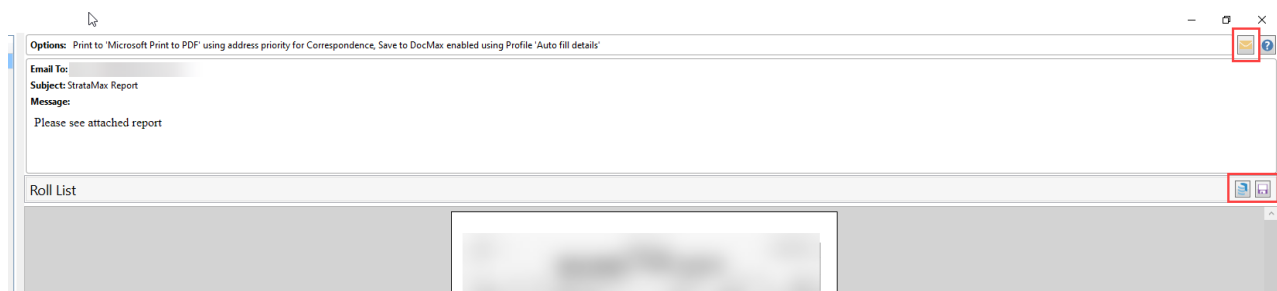 Options: Print to 'Microsoft Print to PDF' using address priority for Correspondence, Save to DocMax enabled using Profile 'Auto fill details'
Email To:
Subject: StrataMax Report
Message:
Please see attached report
Roll List